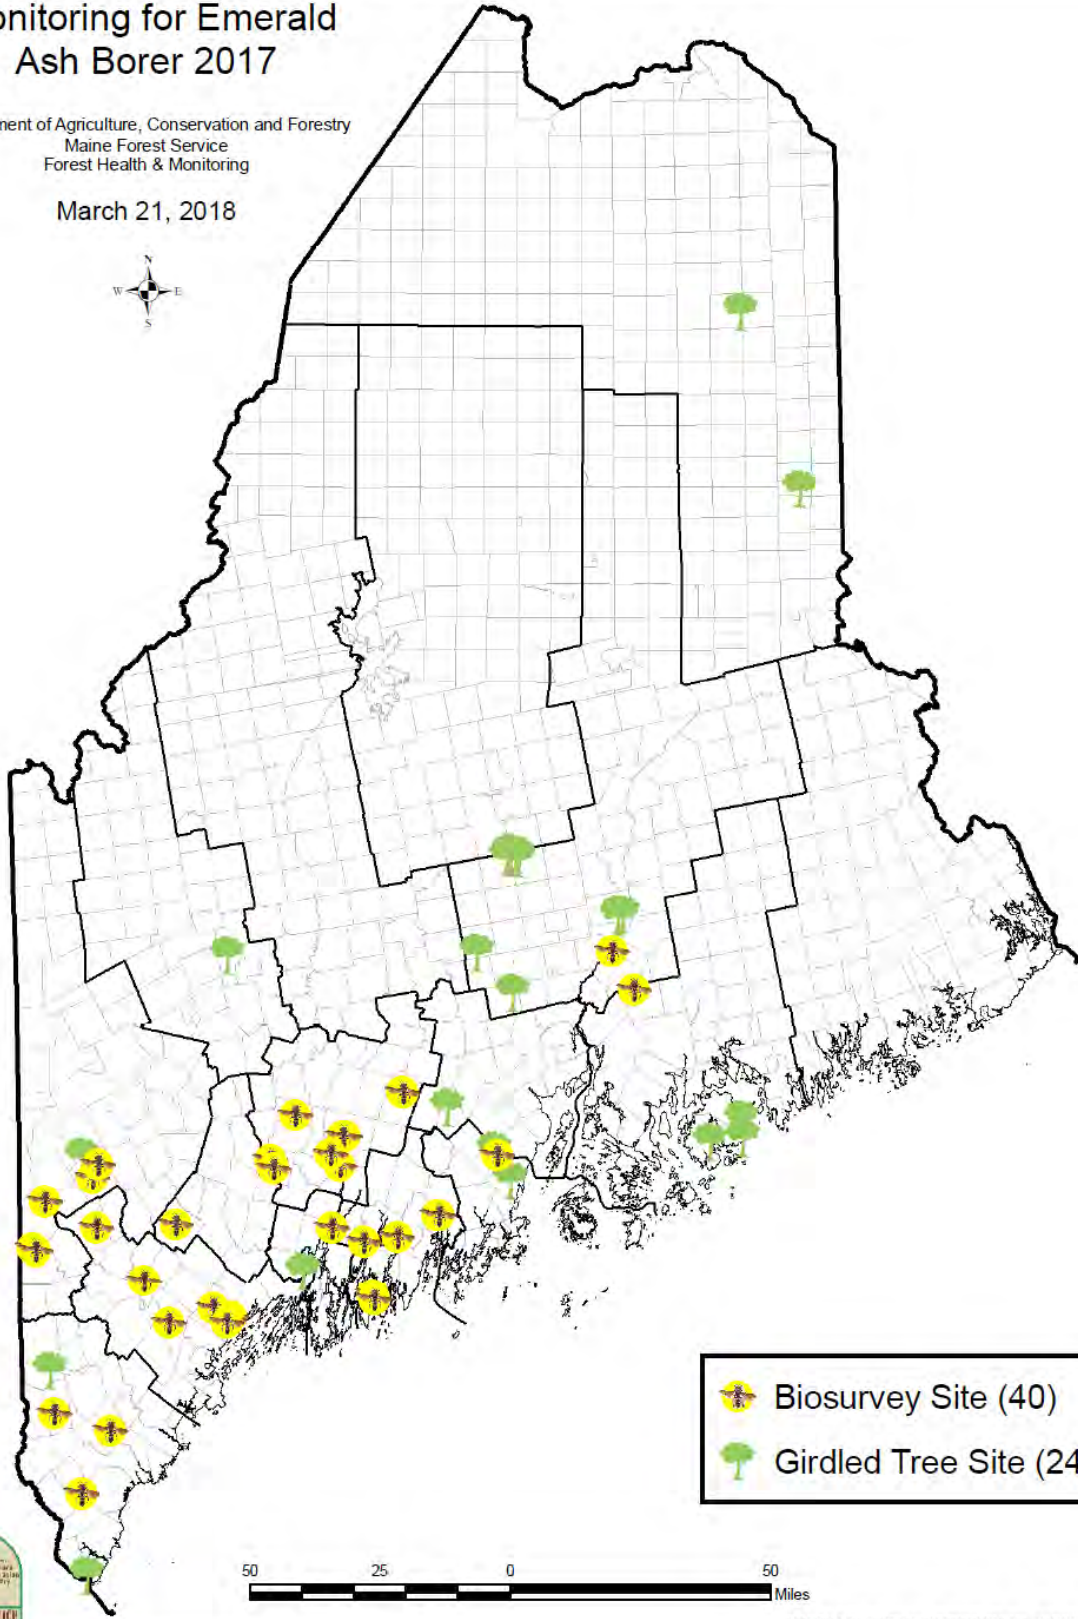 onitoring for Emerald
Ash Borer 2017
nent of Agriculture, Conservation and Forestry
Maine Forest Service
Forest Health & Monitoring
March 21, 2018
N
W E
S
Biosurvey Site (40)
Girdled Tree Site (24
50 25 0 50
Miles